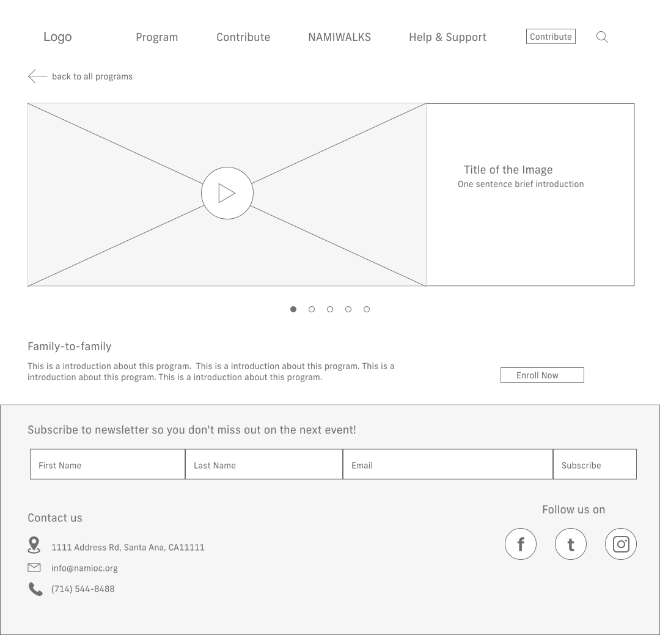 Logo
Program
Contribute
NAMIWALKS
Help & Support
Contribute
back to all programs
Title of the Image
One sentence brief introduction
Family-to-family
This is a introduction about this program. This is a introduction about this program. This is a
introduction about this program. This is a introduction about this program.
Enroll Now
Subscribe to newsletter so you don't miss out on the next event!
First Name
Last Name
Email
Subscribe
Contact us
Follow us on
f
t
1111 Address Rd, Santa Ana, CA11111
info@namioc.org
(714) 544-8488